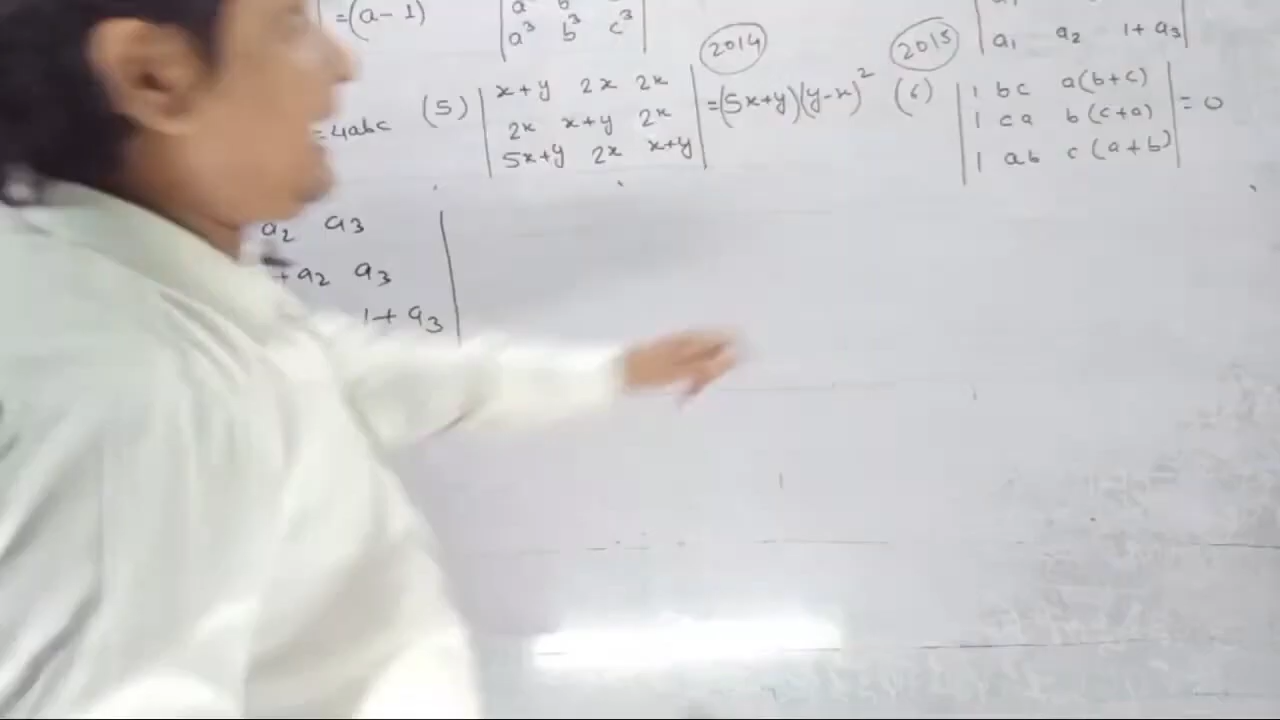 =(a-1)
a³ b³ c³
a₁ a₂ 1+a₃
2014
2015
=4abc
(5) | x+y 2x 2x |
| 2x x+y 2x | =(5x+y)(y-x)²
| 5x+y 2x x+y |
(6) | 1 bc a(b+c) |
| 1 ca b(c+a) | =0
| 1 ab c(a+b) |
a₂ a₃
+a₂ a₃
1+a₃